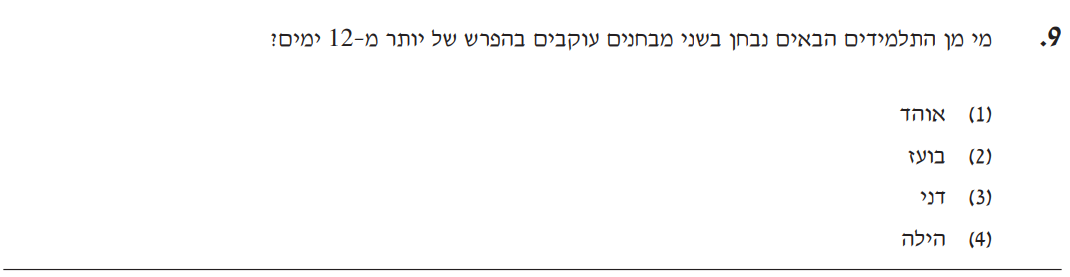 9. מי מן התלמידים הבאים נבחן בשני מבחנים עוקבים בהפרש של יותר מ-12 ימים?
(1) אוהד
(2) בועז
(3) דני
(4) הילה